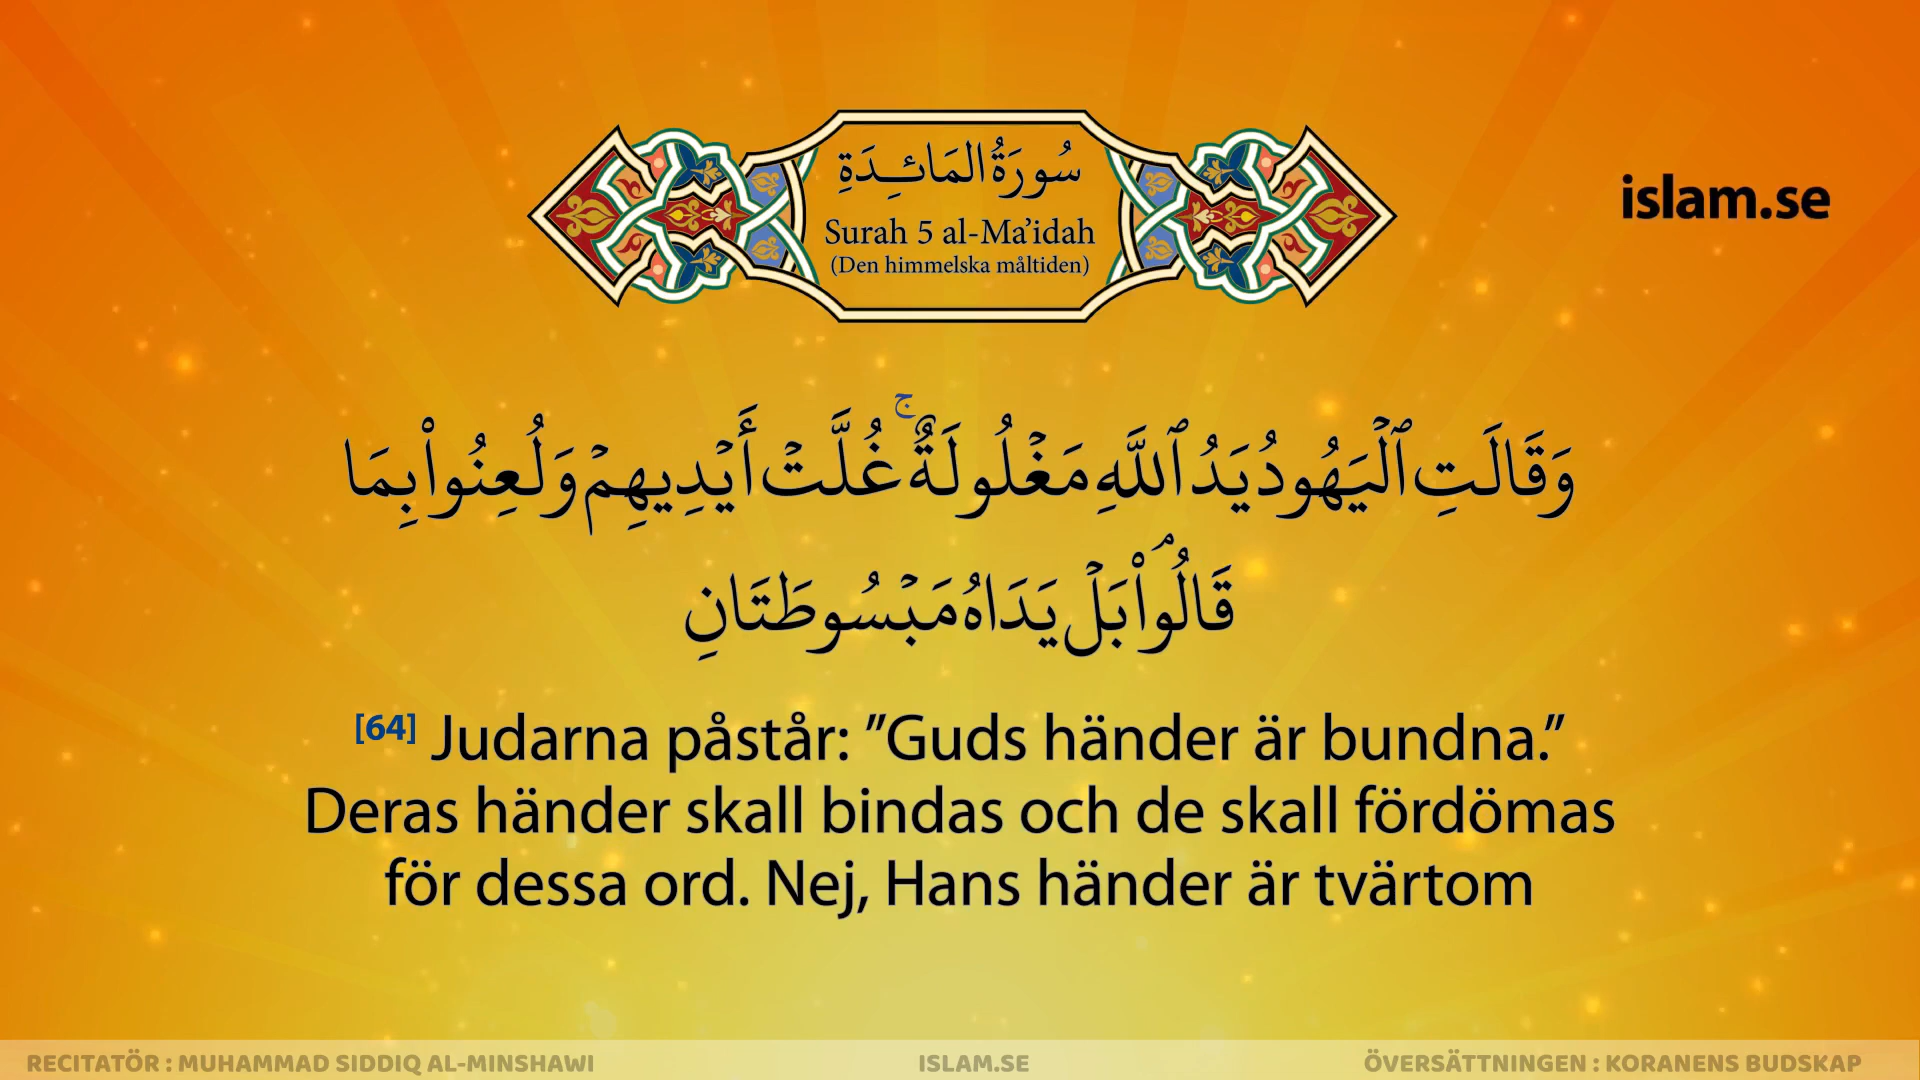 سُورَةُ المَائِدَةِ
Surah 5 al-Ma’idah
(Den himmelska måltiden)
islam.se
وَقَالَتِ ٱلْيَهُودُ يَدُ ٱللَّهِ مَغْلُولَةٌ ۚ غُلَّتْ أَيْدِيهِمْ وَلُعِنُوا۟ بِمَا
قَالُوا۟ ۘ بَلْ يَدَاهُ مَبْسُوطَتَانِ
[64] Judarna påstår: ”Guds händer är bundna.”
Deras händer skall bindas och de skall fördömas
för dessa ord. Nej, Hans händer är tvärtom
RECITATÖR : MUHAMMAD SIDDIQ AL-MINSHAWI ISLAM.SE ÖVERSÄTTNINGEN : KORANENS BUDSKAP